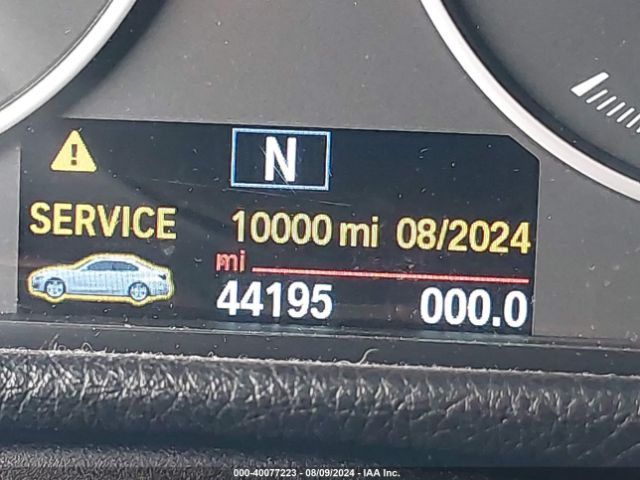 N
SERVICE 10000 mi 08/2024
mi
44195 000.0
000-40077223 - 08/09/2024 - IAA Inc.